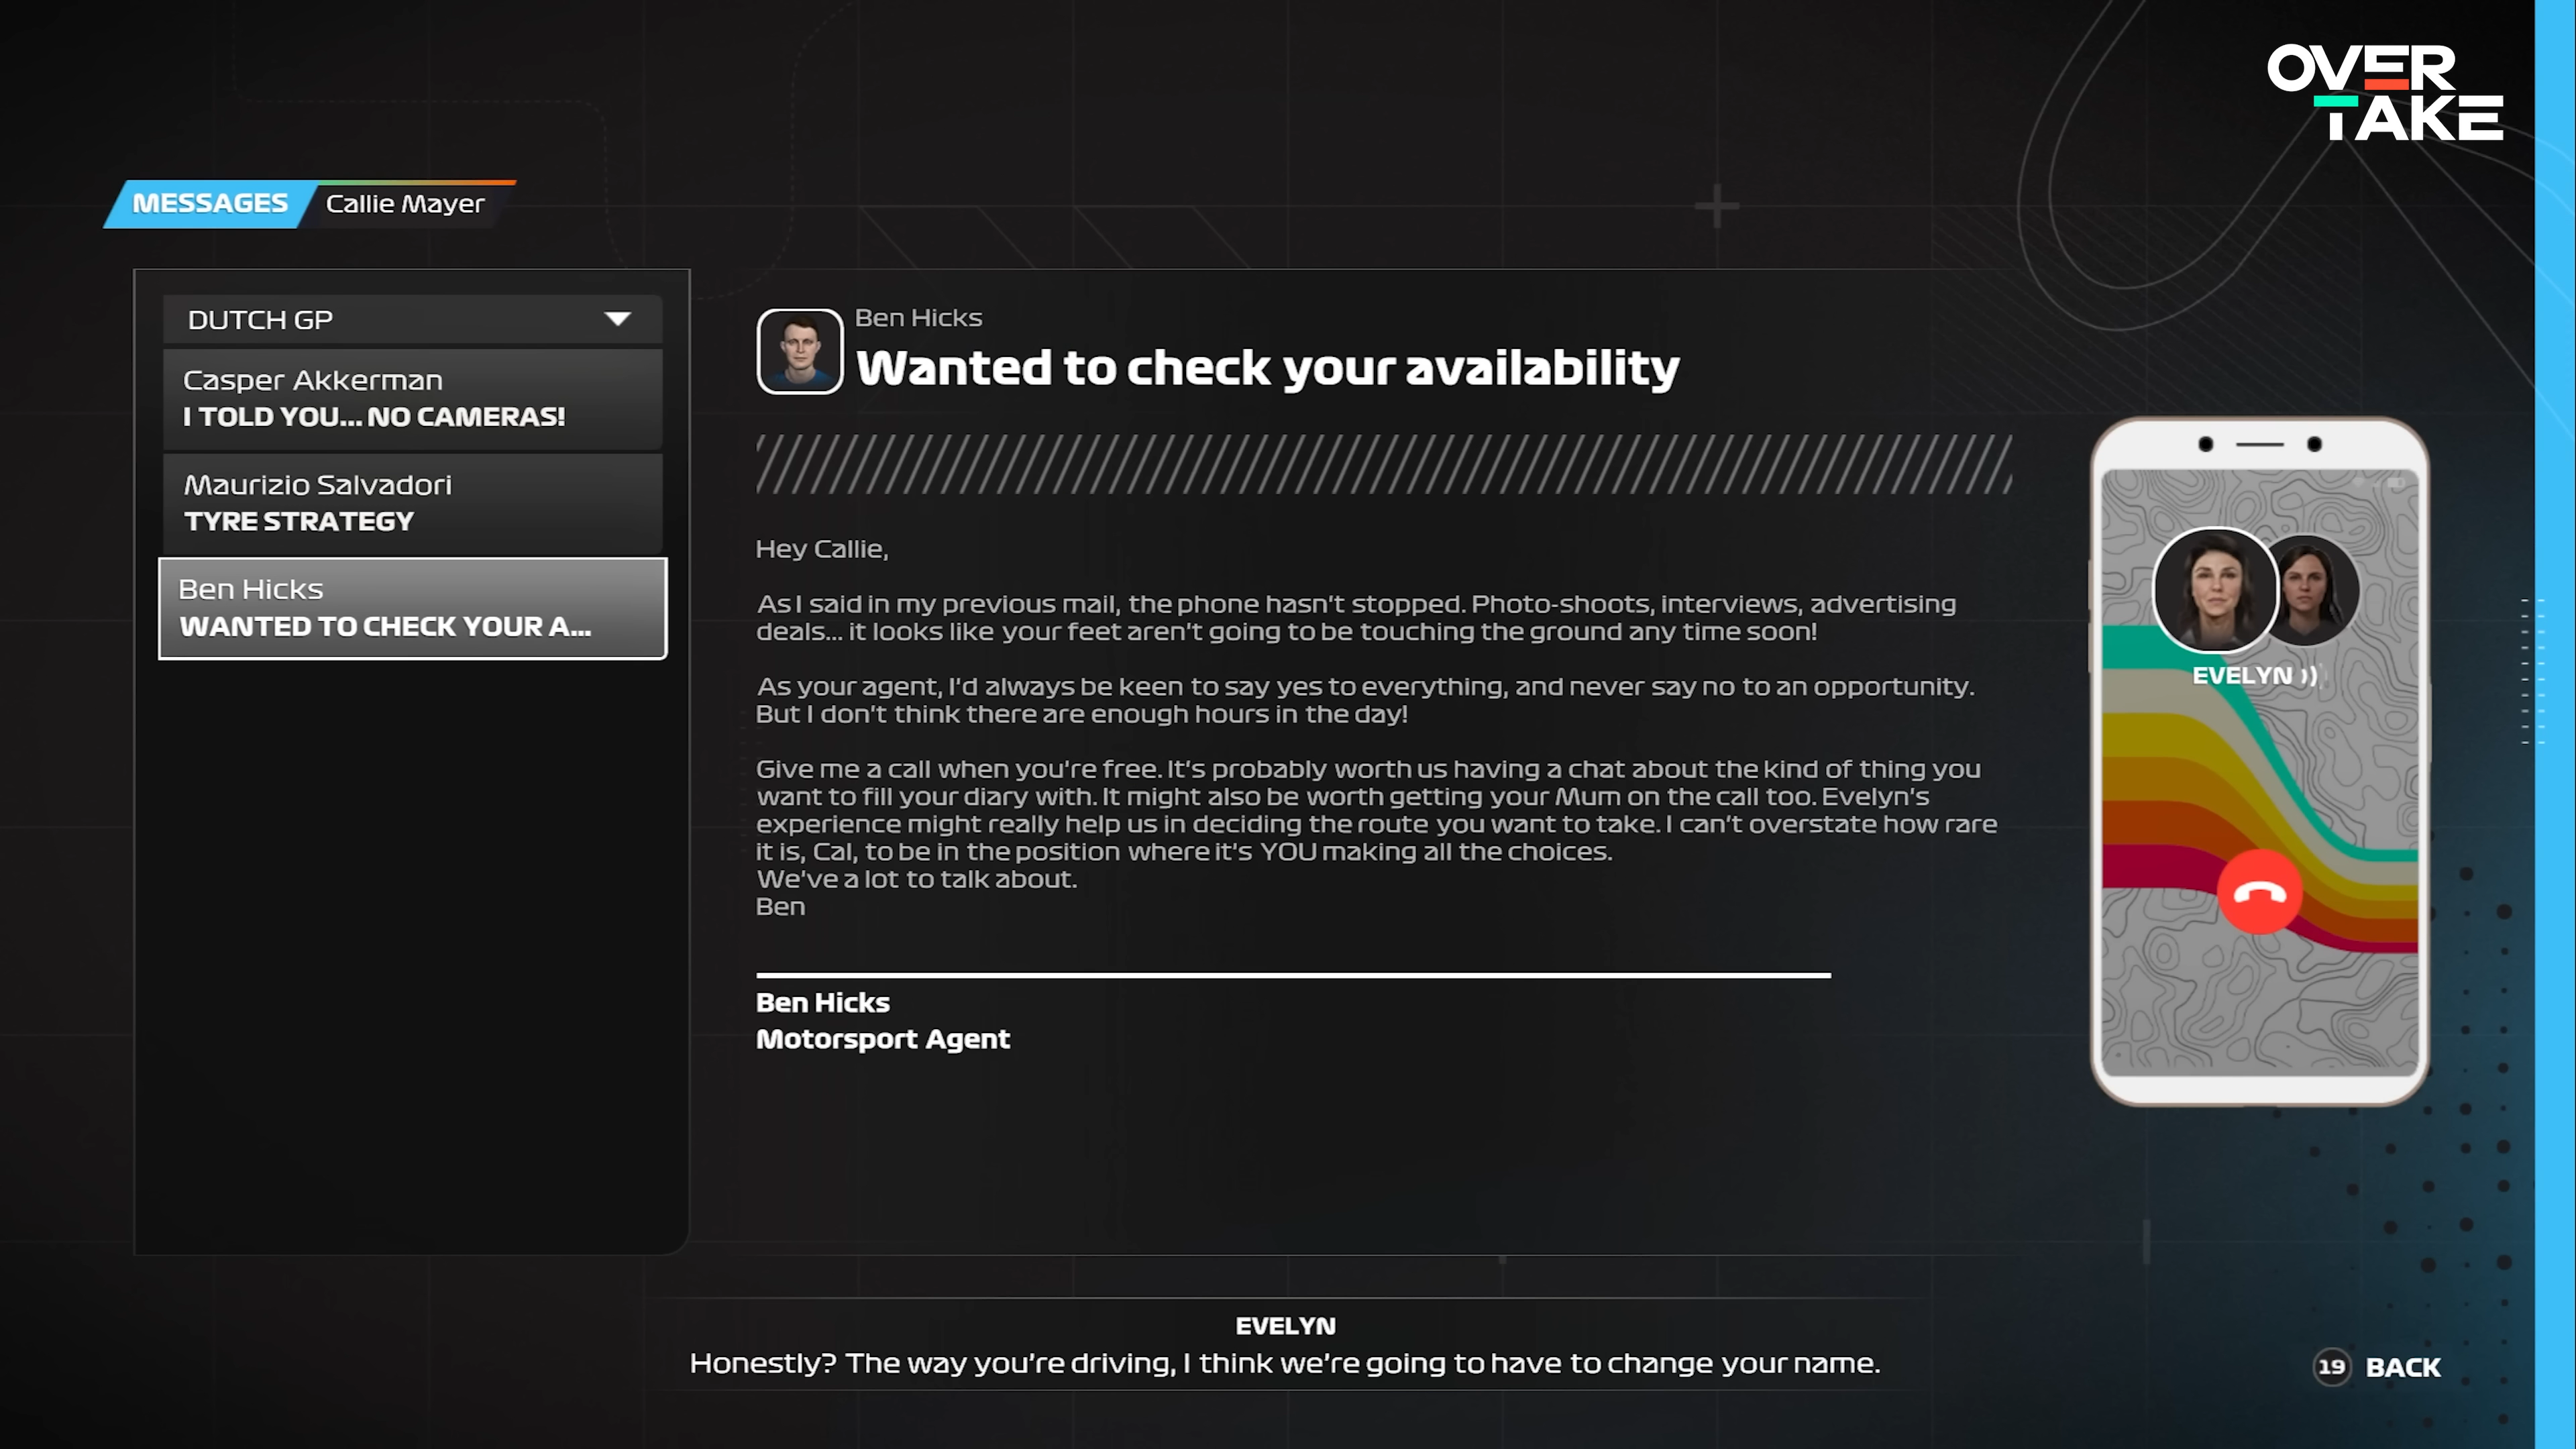 OVER
TAKE
MESSAGES Callie Mayer
DUTCH GP
Casper Akkerman
I TOLD YOU... NO CAMERAS!
Maurizio Salvadori
TYRE STRATEGY
Ben Hicks
WANTED TO CHECK YOUR A...
Ben Hicks
Wanted to check your availability
Hey Callie,
As I said in my previous mail, the phone hasn't stopped. Photo-shoots, interviews, advertising
deals... it looks like your feet aren't going to be touching the ground any time soon!
As your agent, I'd always be keen to say yes to everything, and never say no to an opportunity.
But I don't think there are enough hours in the day!
Give me a call when you're free. It's probably worth us having a chat about the kind of thing you
want to fill your diary with. It might also be worth getting your Mum on the call too. Evelyn's
experience might really help us in deciding the route you want to take. I can't overstate how rare
it is, Cal, to be in the position where it's YOU making all the choices.
We've a lot to talk about.
Ben
Ben Hicks
Motorsport Agent
EVELYN
EVELYN
Honestly? The way you're driving, I think we're going to have to change your name.
19 BACK